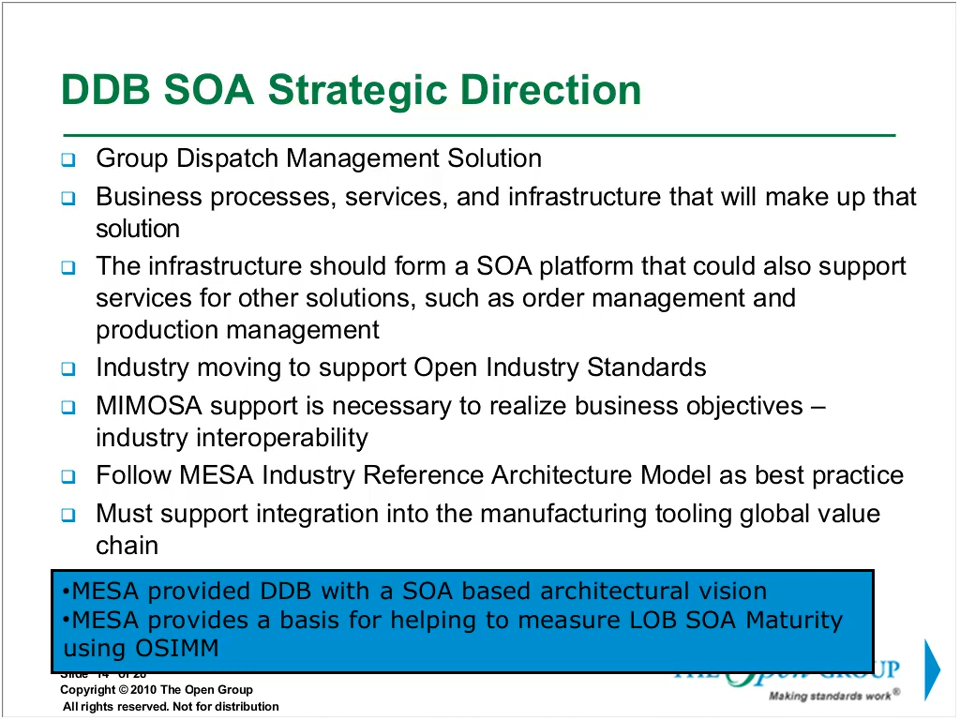 DDB SOA Strategic Direction
Group Dispatch Management Solution
Business processes, services, and infrastructure that will make up that
solution
The infrastructure should form a SOA platform that could also support
services for other solutions, such as order management and
production management
Industry moving to support Open Industry Standards
MIMOSA support is necessary to realize business objectives –
industry interoperability
Follow MESA Industry Reference Architecture Model as best practice
Must support integration into the manufacturing tooling global value
chain
•MESA provided DDB with a SOA based architectural vision
•MESA provides a basis for helping to measure LOB SOA Maturity
using OSIMM
Slide 14 of 28
THE Open GROUP
Making standards work®
Copyright © 2010 The Open Group
All rights reserved. Not for distribution